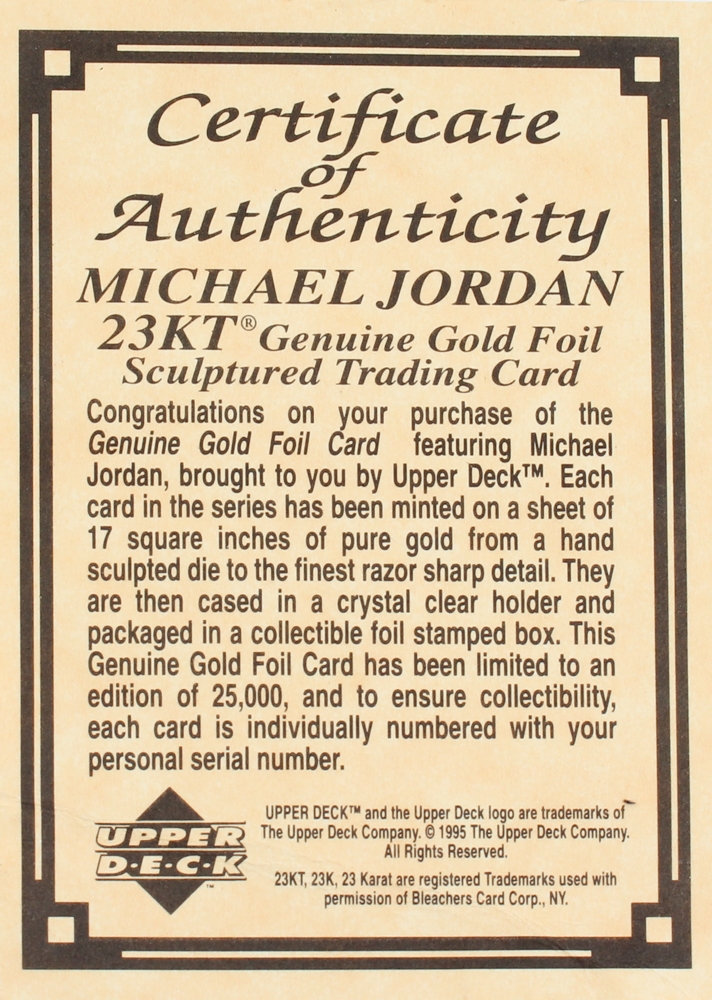 Certificate
of
Authenticity
MICHAEL JORDAN
23KT® Genuine Gold Foil
Sculptured Trading Card
Congratulations on your purchase of the
Genuine Gold Foil Card featuring Michael
Jordan, brought to you by Upper Deck™. Each
card in the series has been minted on a sheet of
17 square inches of pure gold from a hand
sculpted die to the finest razor sharp detail. They
are then cased in a crystal clear holder and
packaged in a collectible foil stamped box. This
Genuine Gold Foil Card has been limited to an
edition of 25,000, and to ensure collectibility,
each card is individually numbered with your
personal serial number.
UPPER
D·E·C·K™
UPPER DECK™ and the Upper Deck logo are trademarks of
The Upper Deck Company. © 1995 The Upper Deck Company.
All Rights Reserved.
23KT, 23K, 23 Karat are registered Trademarks used with
permission of Bleachers Card Corp., NY.